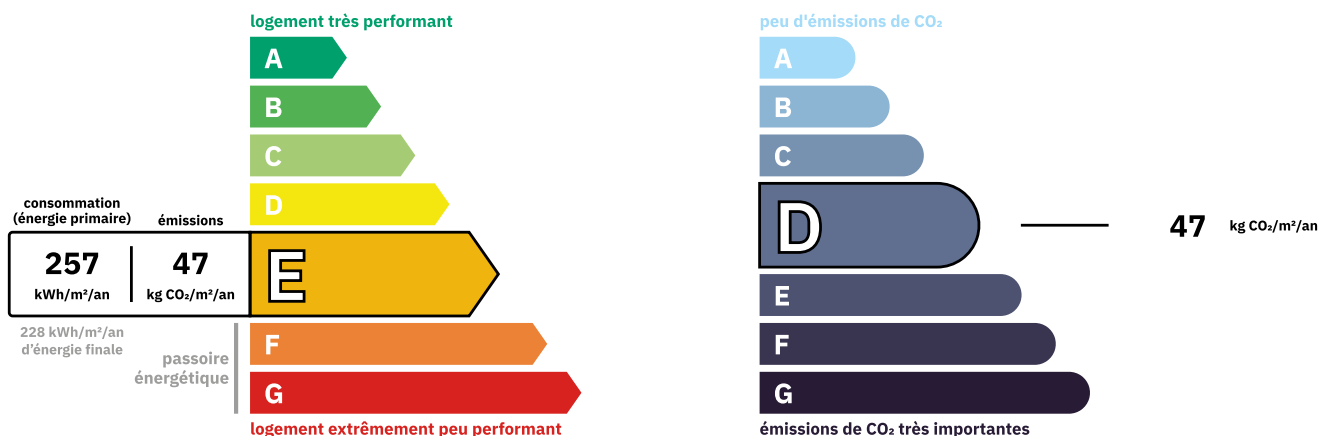 logement très performant
A
B
C
D
consommation
(énergie primaire)
émissions
257
kWh/m²/an
47
kg CO₂/m²/an
E
228 kWh/m²/an
d’énergie finale
passoire
énergétique
F
G
logement extrêmement peu performant
peu d'émissions de CO₂
A
B
C
D
47 kg CO₂/m²/an
E
F
G
émissions de CO₂ très importantes